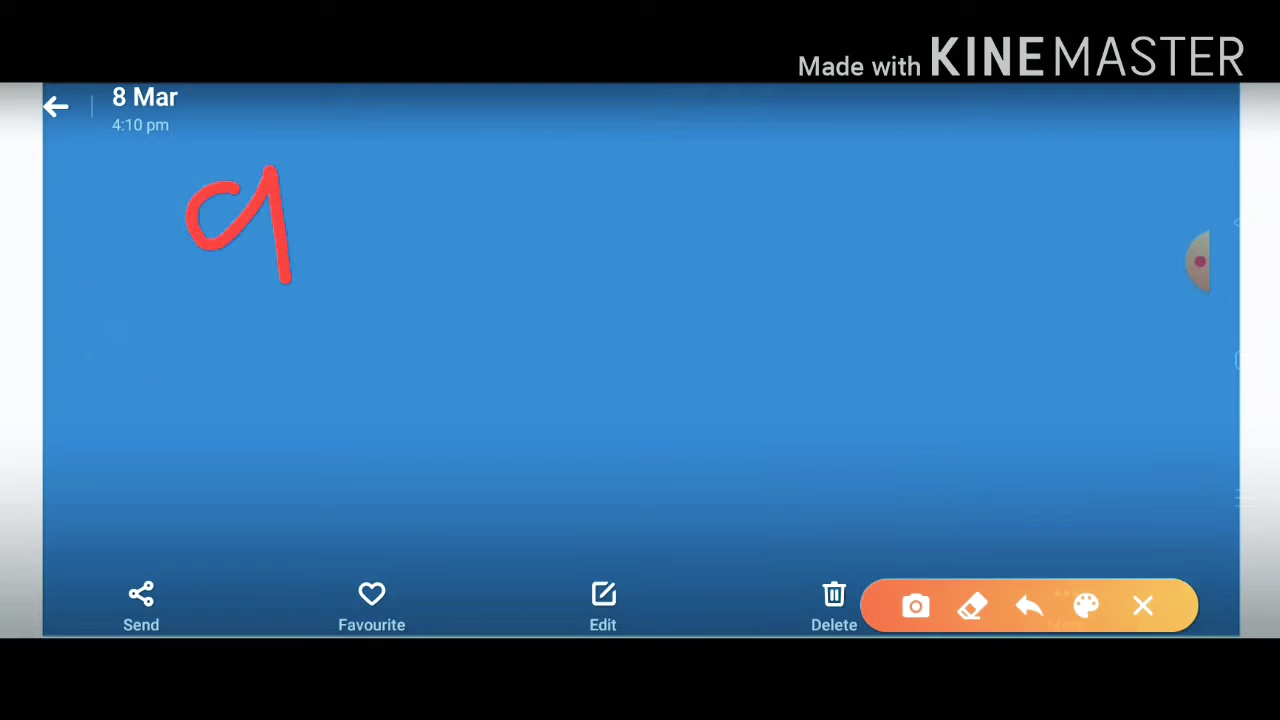 Made with KINEMASTER
8 Mar
4:10 pm
a
Send
Favourite
Edit
Delete